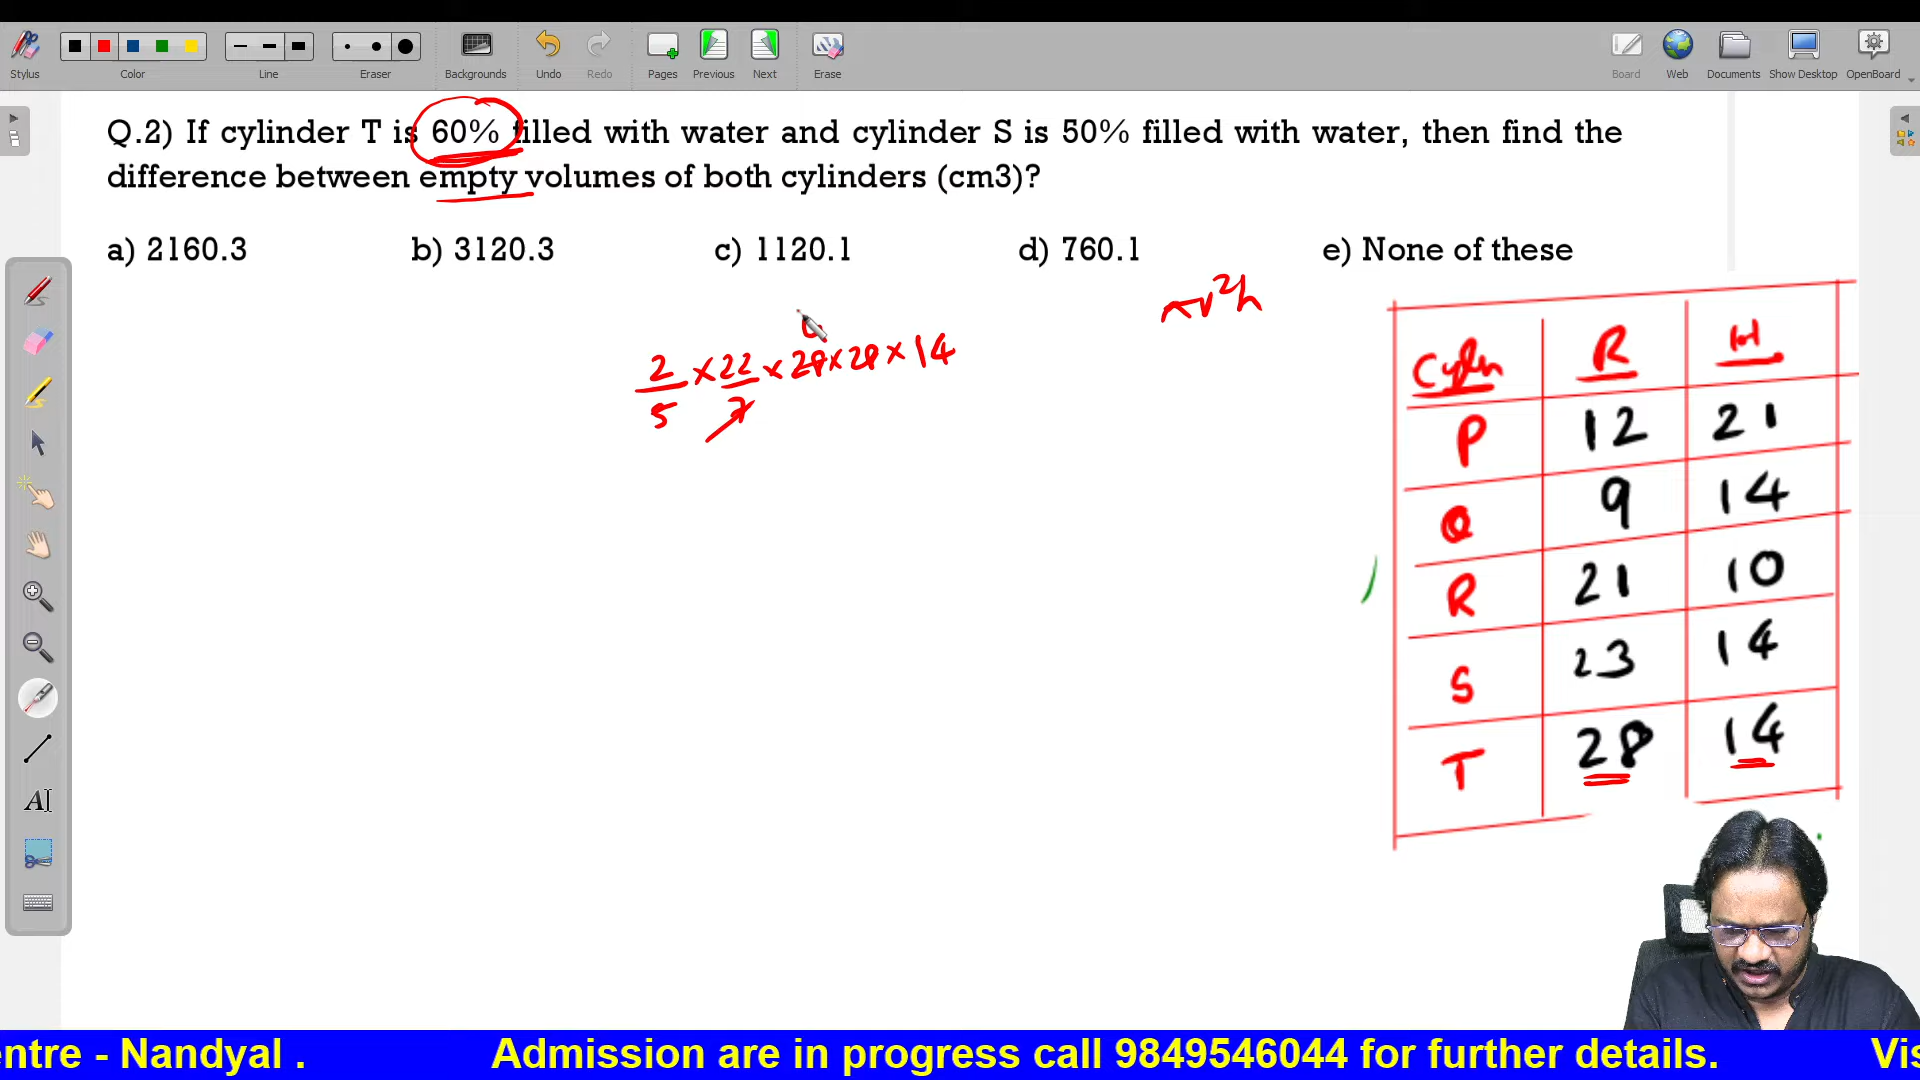 Stylus
Color
Line
Eraser
Backgrounds
Undo
Redo
Pages
Previous
Next
Erase
Board
Web
Documents
Show Desktop
OpenBoard
Q.2) If cylinder T is 60% filled with water and cylinder S is 50% filled with water, then find the
difference between empty volumes of both cylinders (cm3)?
a) 2160.3 b) 3120.3 c) 1120.1 d) 760.1 e) None of these
πr²h
2/5 × 22/7 × 28 × 28 × 14
R H
P 12 21
Q 9 14
R 21 10
S 23 14
T 28 14
AI
entre - Nandyal . Admission are in progress call 9849546044 for further details. Vis